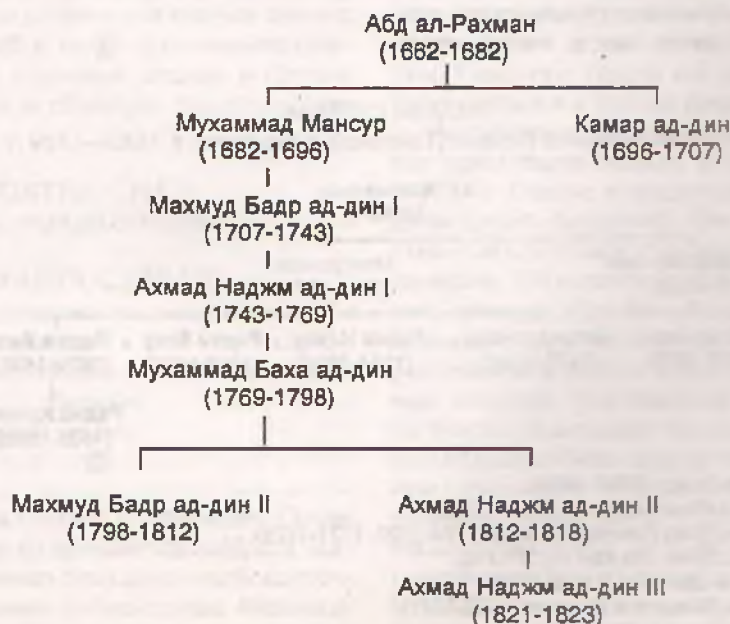 Абд ал-Рахман
(1662-1682)
Мухаммад Мансур
(1682-1696)
Камар ад-дин
(1696-1707)
Махмуд Бадр ад-дин I
(1707-1743)
Ахмад Наджм ад-дин I
(1743-1769)
Мухаммад Баха ад-дин
(1769-1798)
Махмуд Бадр ад-дин II
(1798-1812)
Ахмад Наджм ад-дин II
(1812-1818)
Ахмад Наджм ад-дин III
(1821-1823)